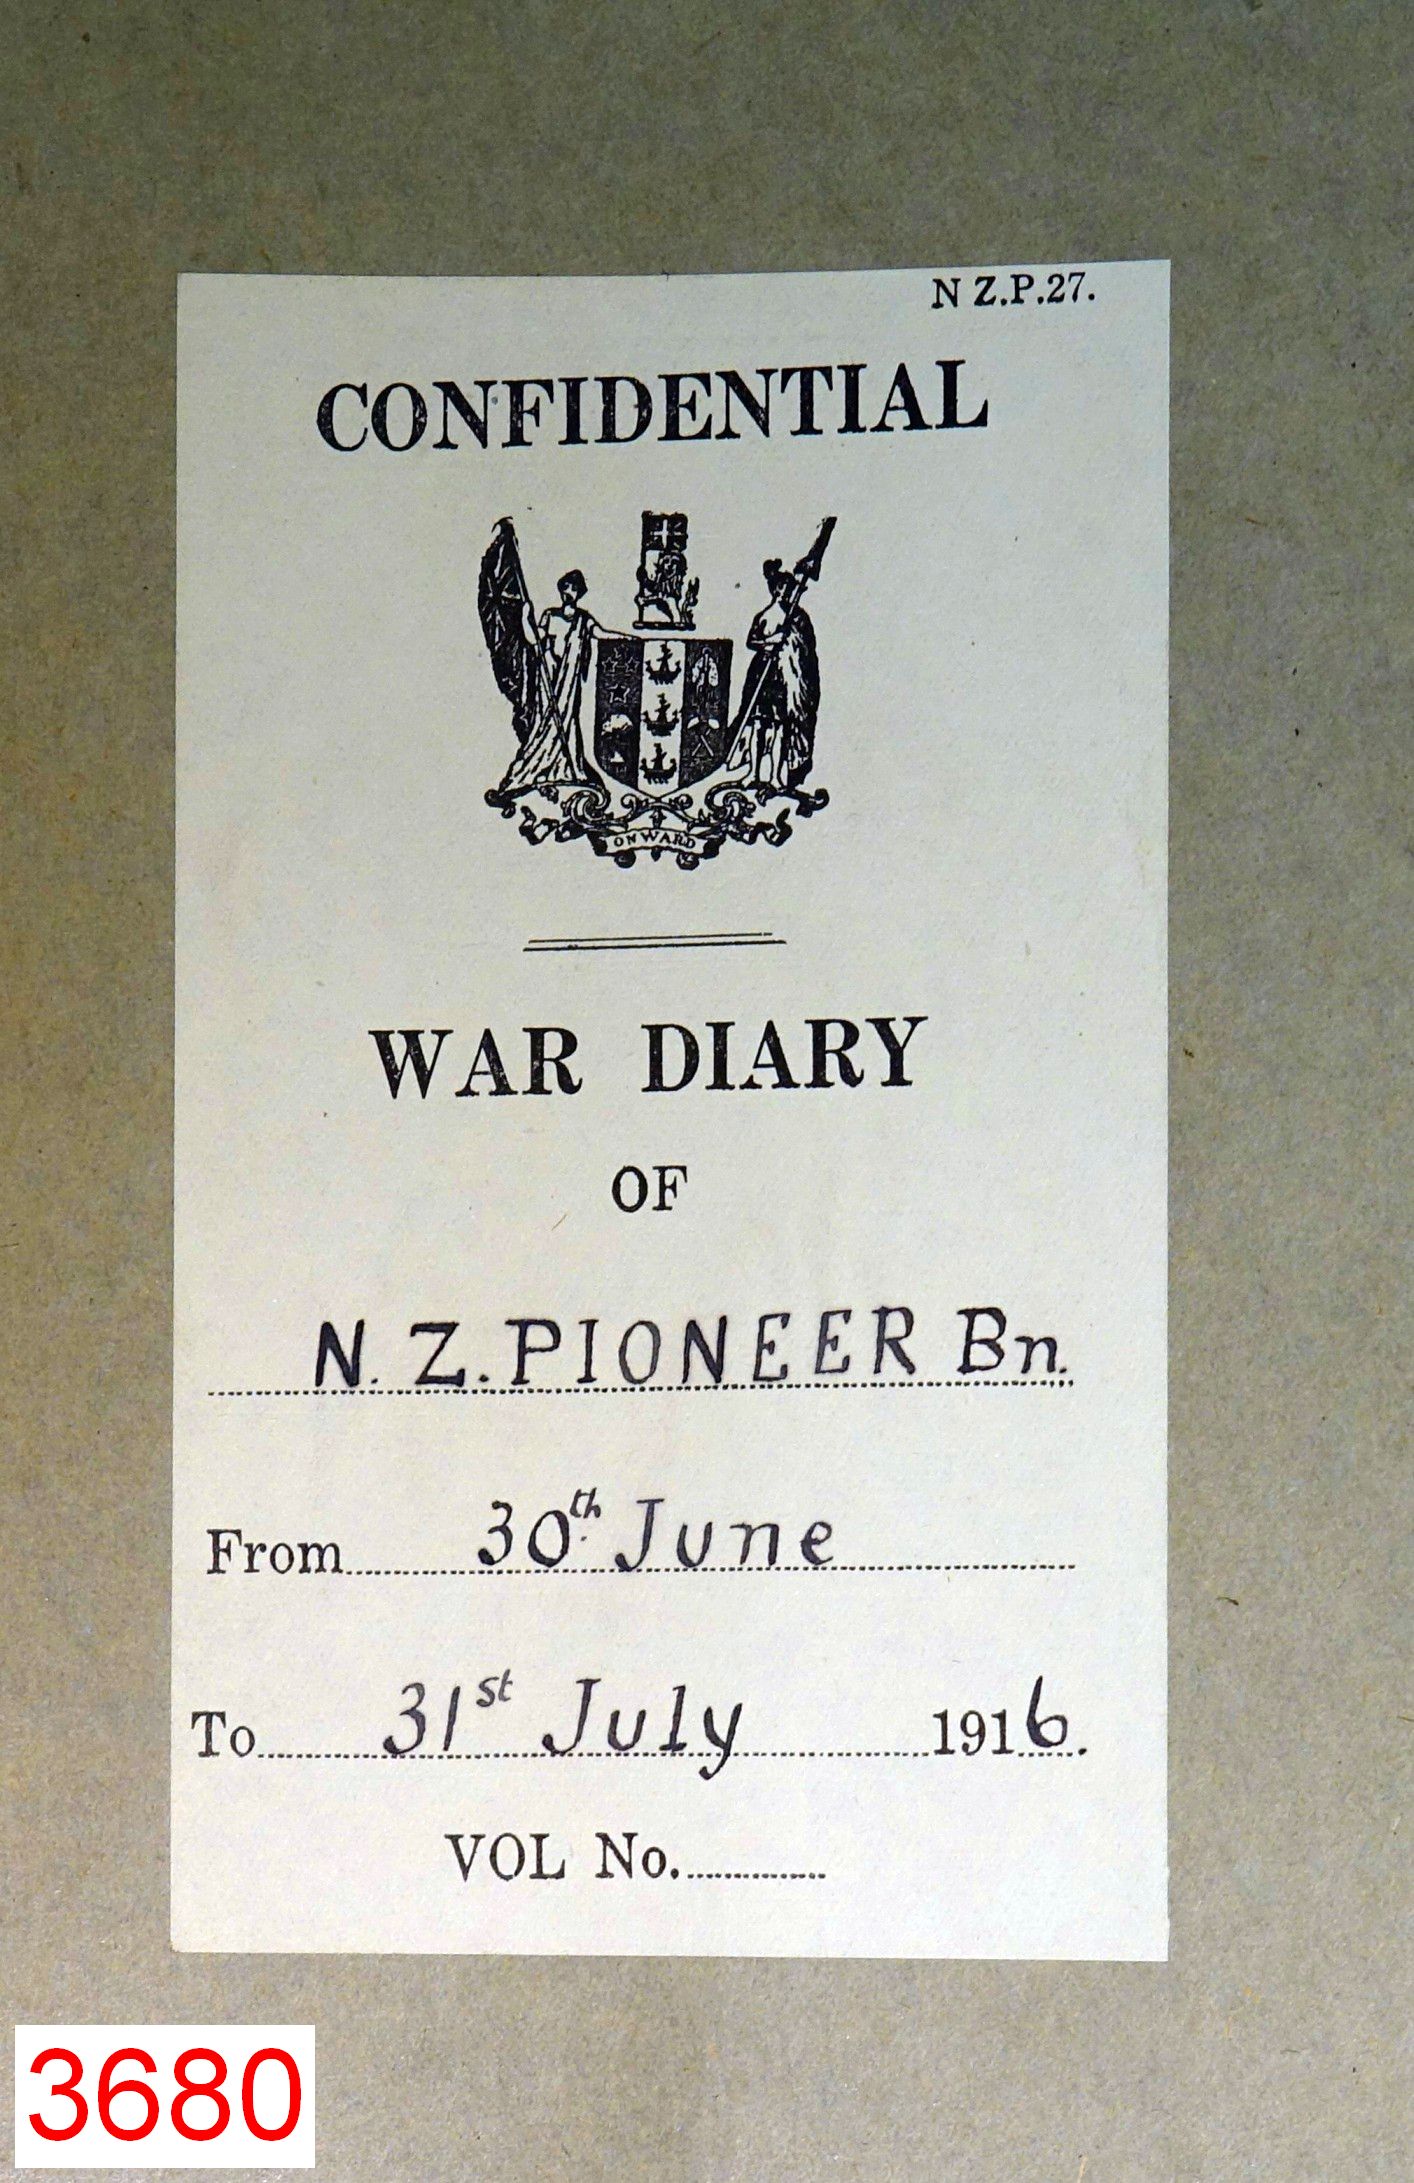 N Z.P.27.
CONFIDENTIAL
ONWARD
WAR DIARY
OF
N. Z. PIONEER Bn.
From 30th June
To 31st July 1916.
VOL No.
3680